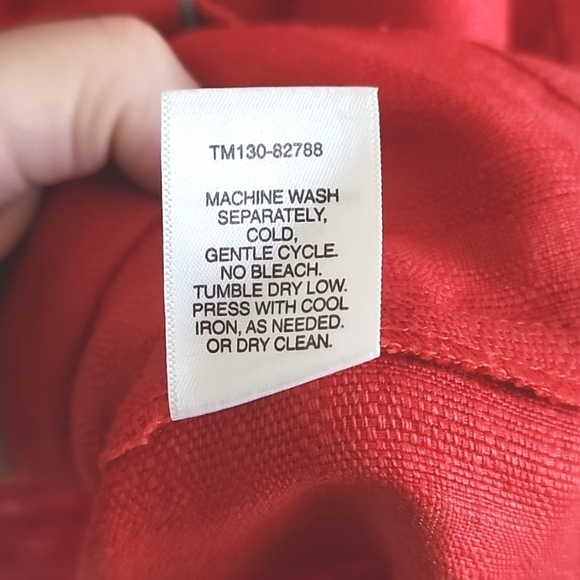 TM130-82788
MACHINE WASH
SEPARATELY,
COLD,
GENTLE CYCLE.
NO BLEACH.
TUMBLE DRY LOW.
PRESS WITH COOL
IRON, AS NEEDED.
OR DRY CLEAN.